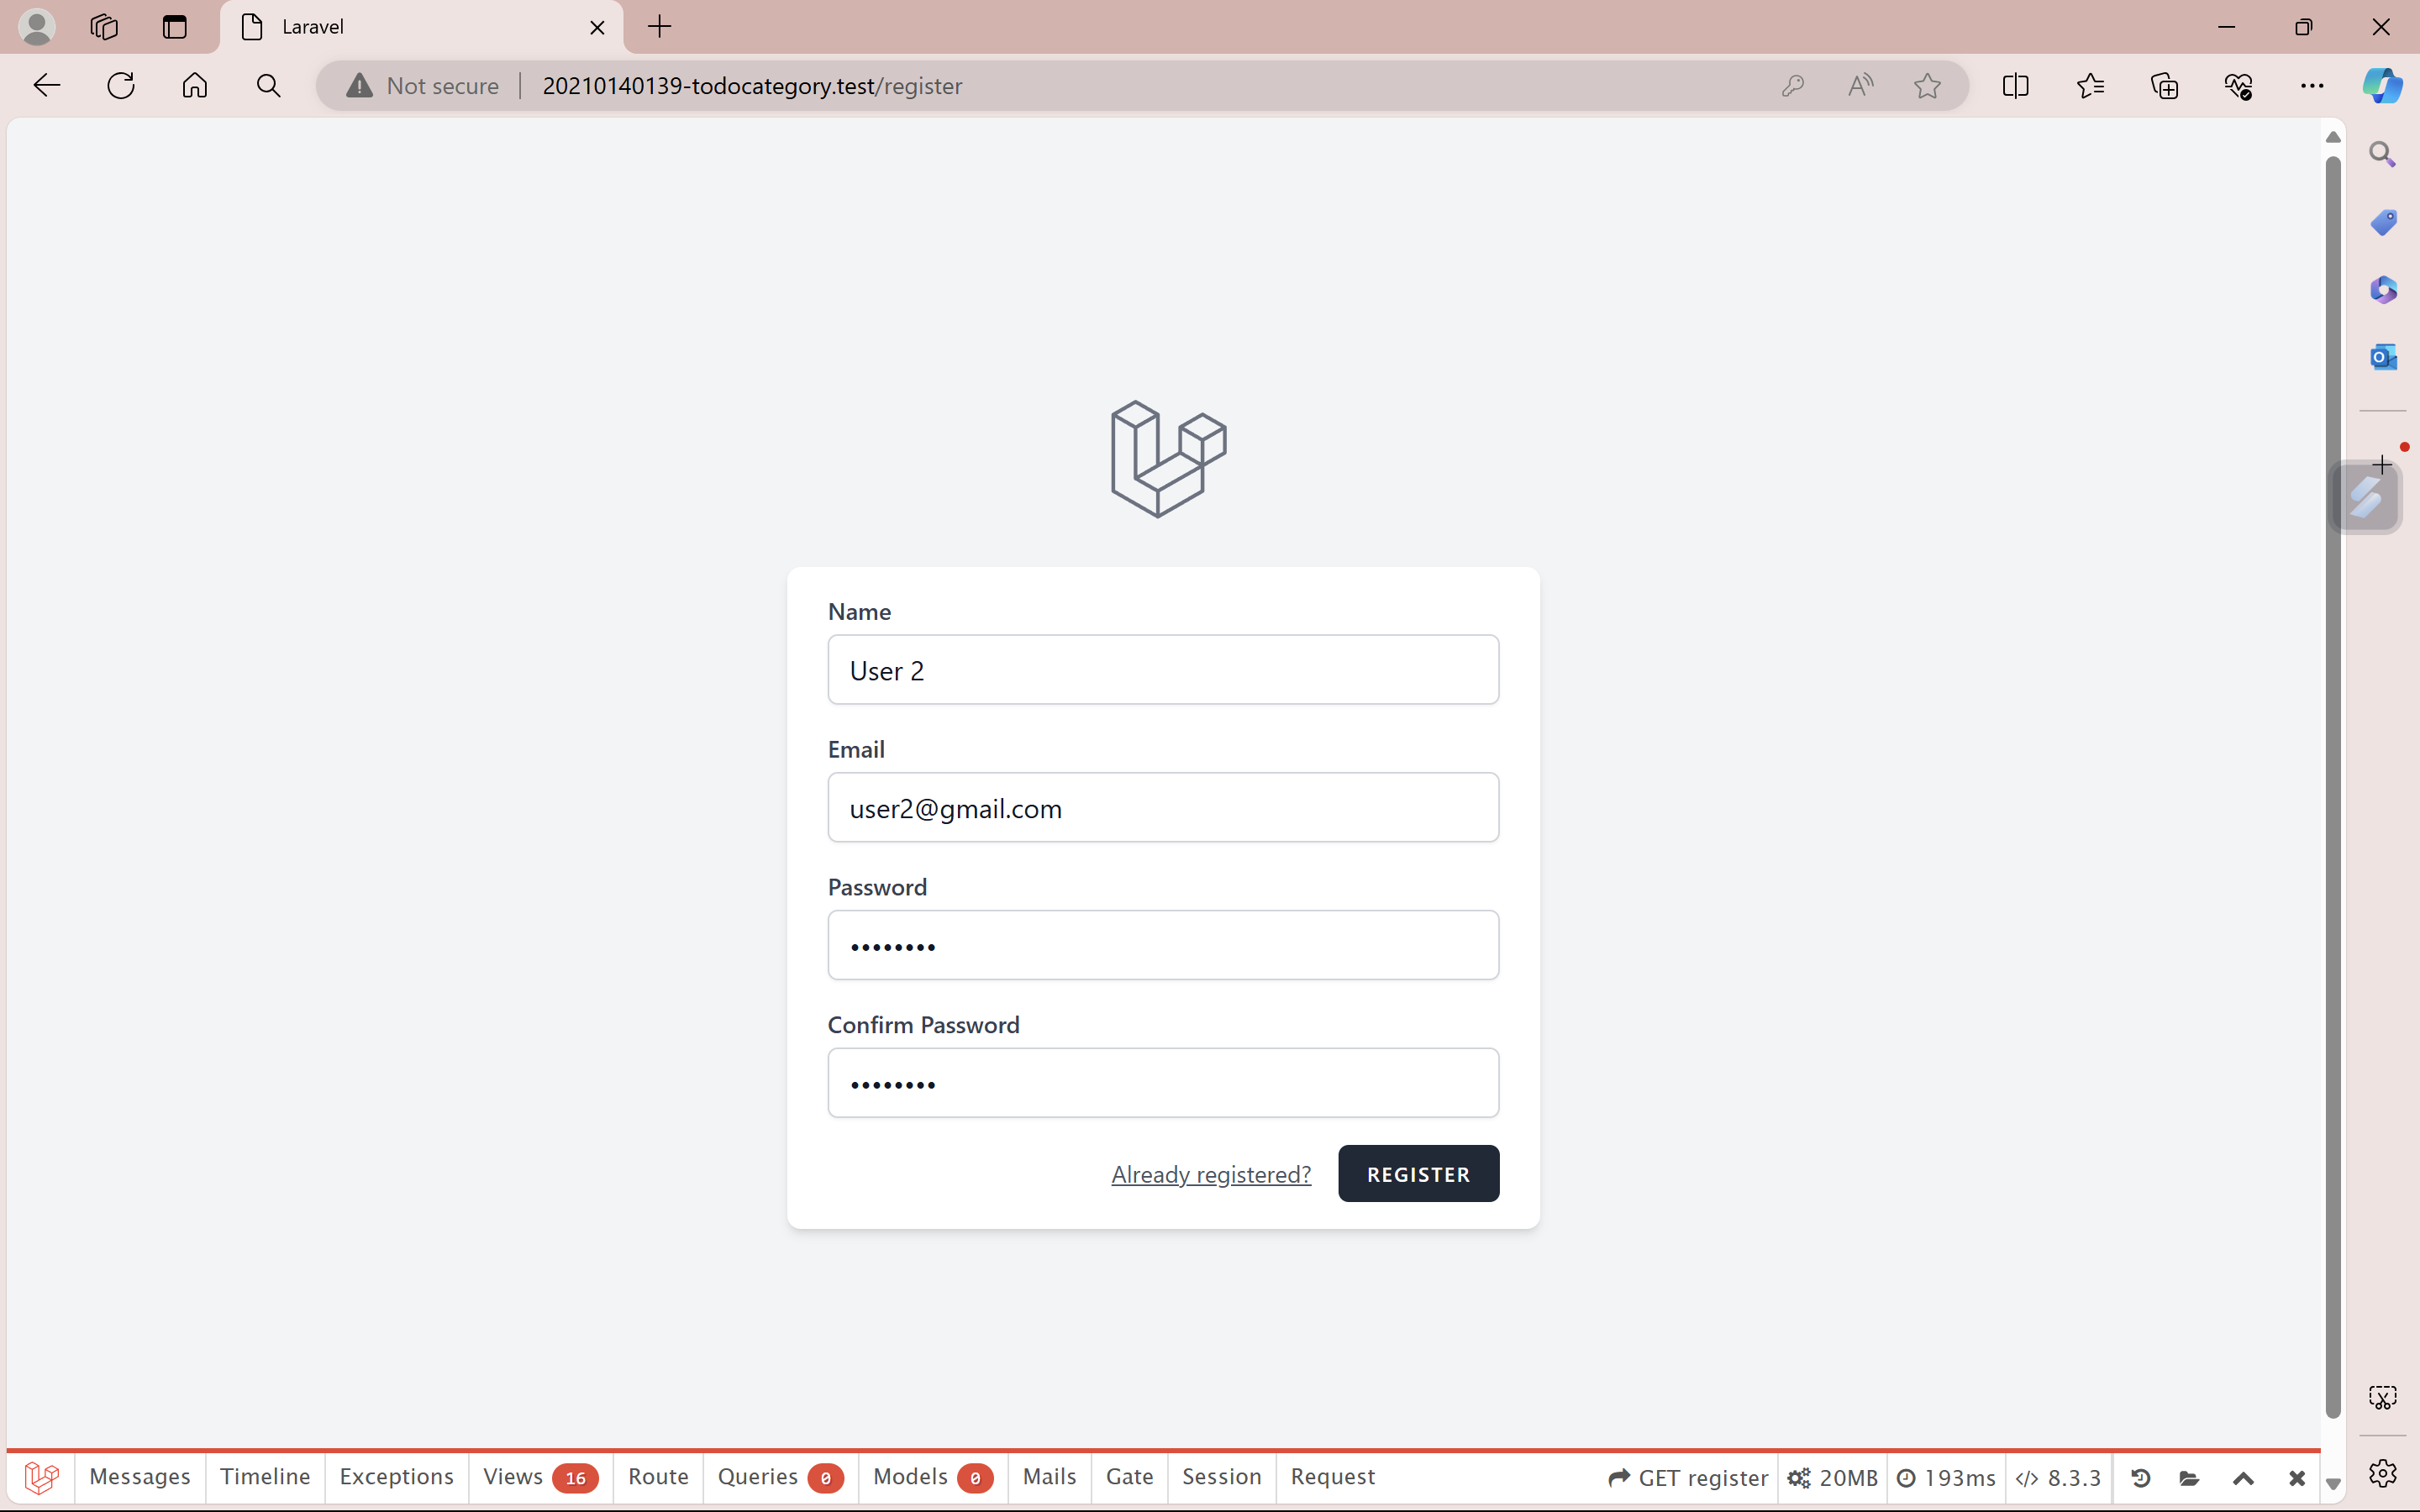 Laravel
Not secure 20210140139-todocategory.test/register
Name
User 2
Email
user2@gmail.com
Password
••••••••
Confirm Password
••••••••
Already registered? REGISTER
Messages Timeline Exceptions Views 16 Route Queries 0 Models 0 Mails Gate Session Request GET register 20MB 193ms 8.3.3